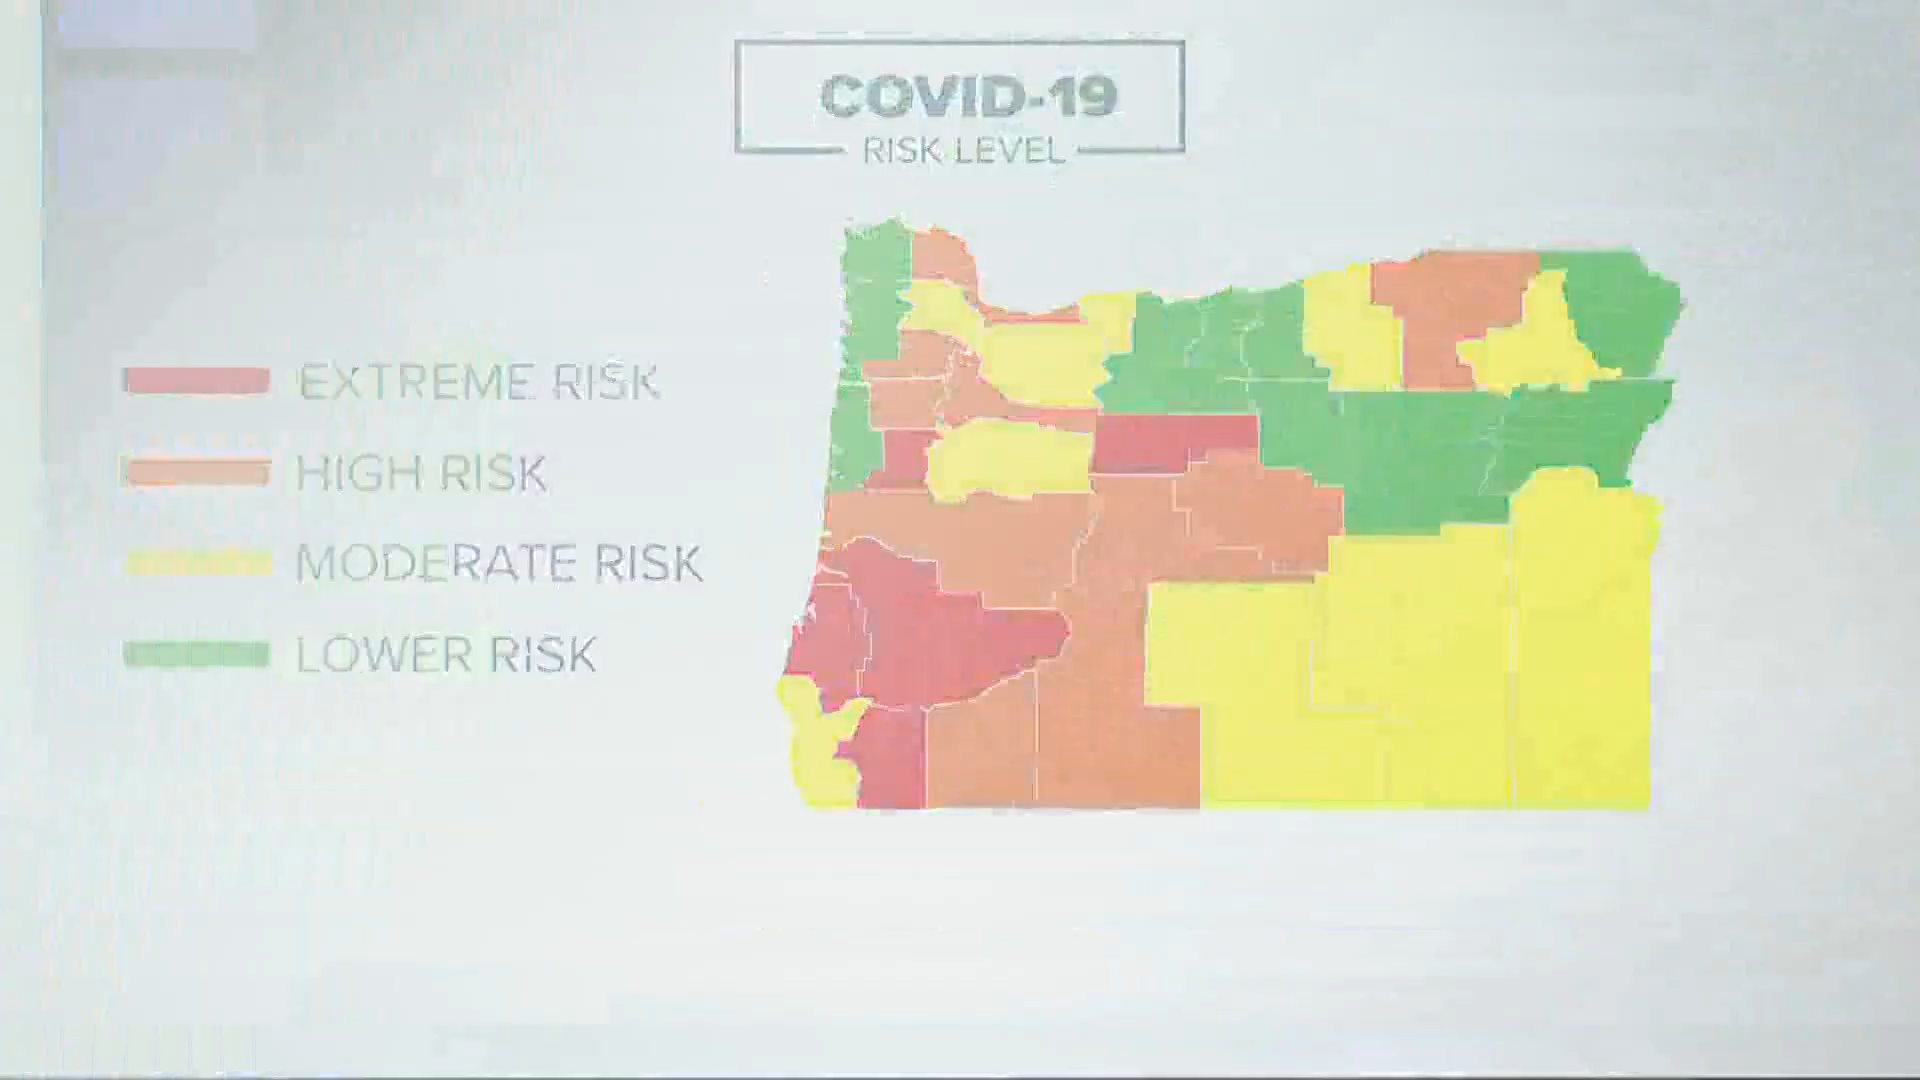 COVID-19
RISK LEVEL
EXTREME RISK
HIGH RISK
MODERATE RISK
LOWER RISK